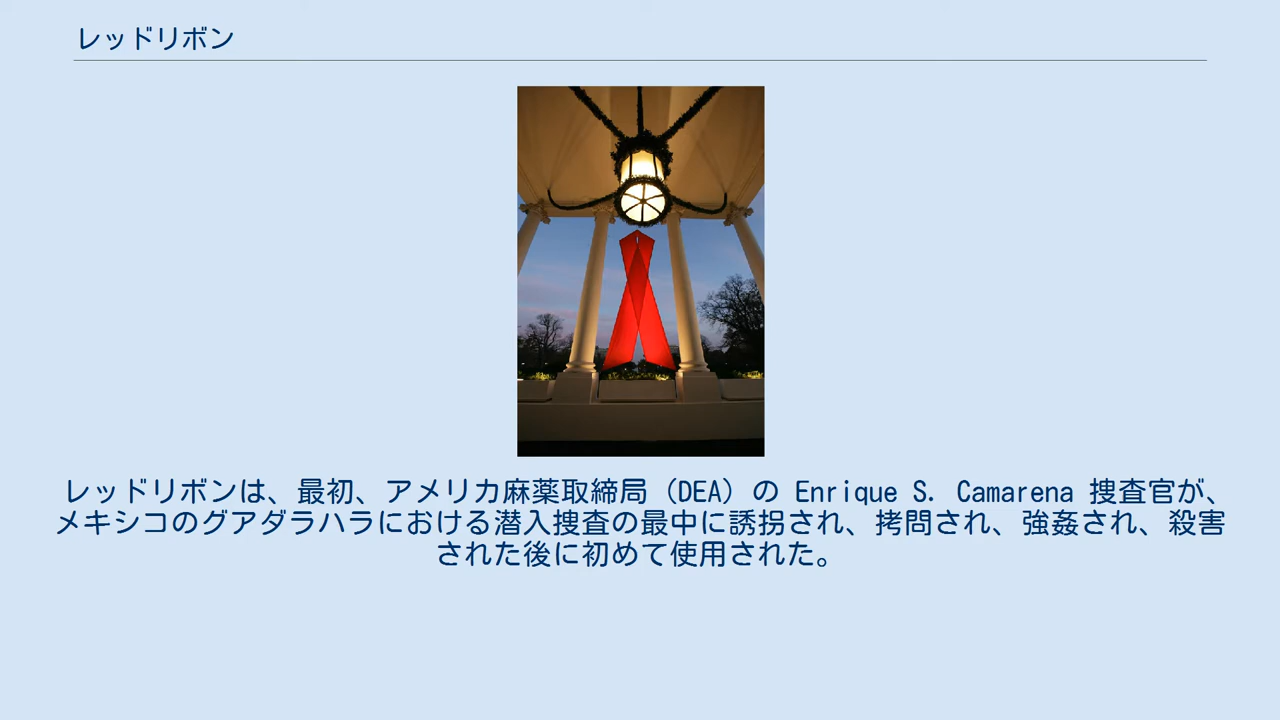 レッドリボン
レッドリボンは、最初、アメリカ麻薬取締局（DEA）の Enrique S. Camarena 捜査官が、
メキシコのグアダラハラにおける潜入捜査の最中に誘拐され、拷問され、強姦され、殺害
された後に初めて使用された。